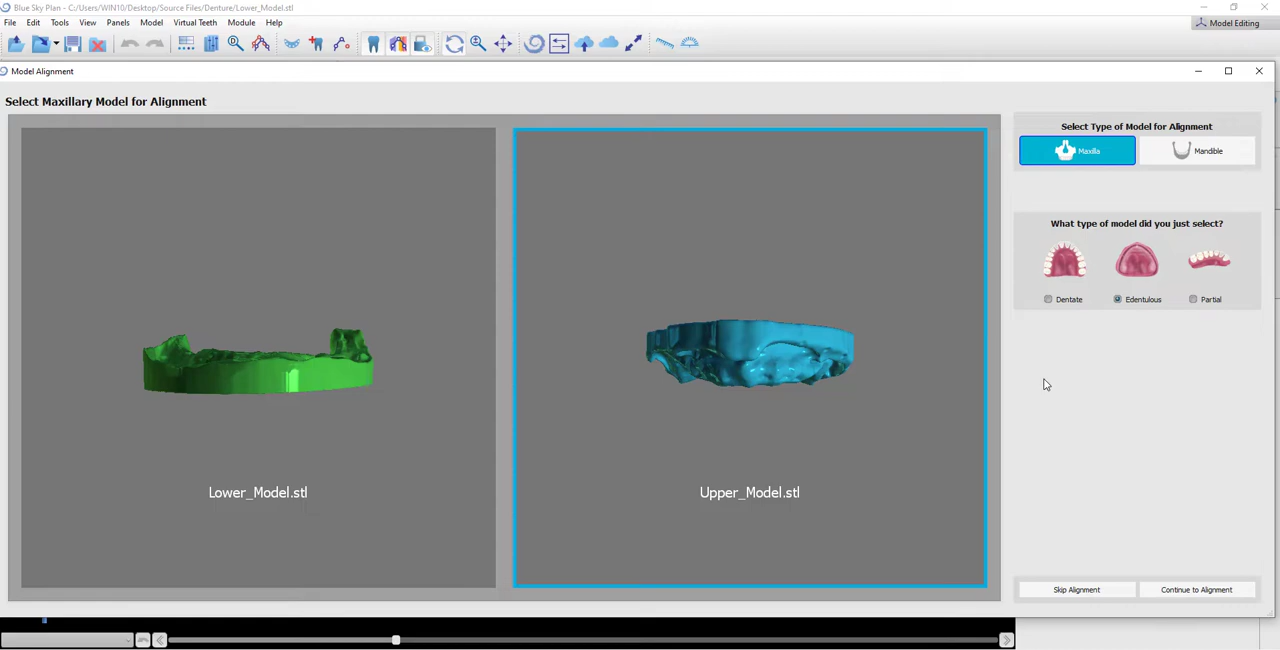 Blue Sky Plan - C:/Users/WIN10/Desktop/Source Files/Denture/Lower_Model.stl
File Edit Tools View Panels Model Virtual Teeth Module Help
Model Editing
Model Alignment
Select Maxillary Model for Alignment
Select Type of Model for Alignment
Maxilla Mandible
What type of model did you just select?
Dentate Edentulous Partial
Lower_Model.stl Upper_Model.stl
Skip Alignment Continue to Alignment